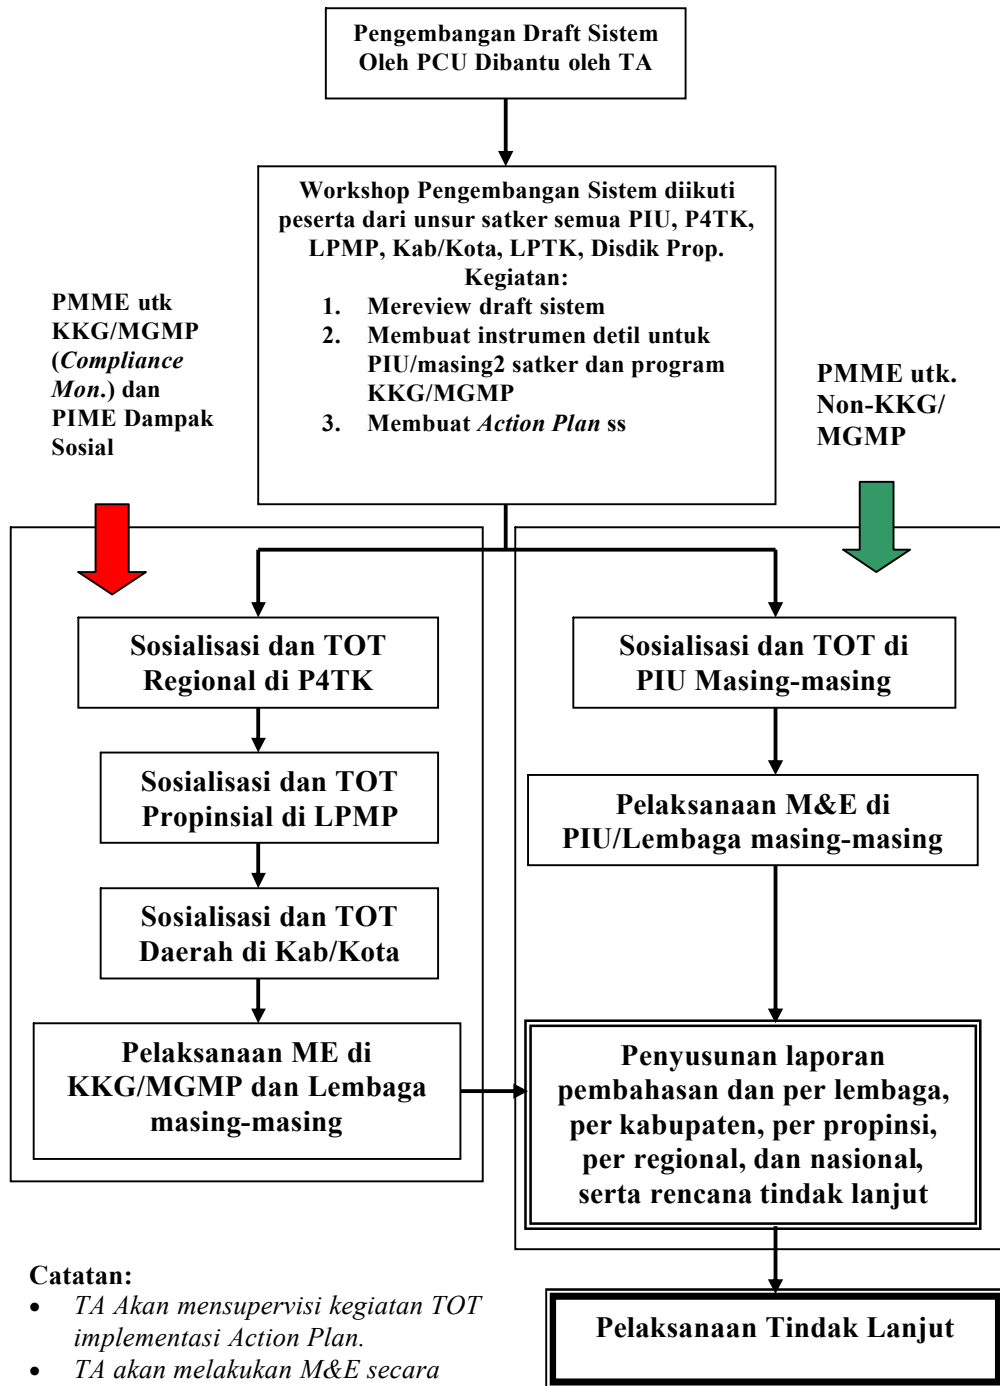 Pengembangan Draft Sistem
Oleh PCU Dibantu oleh TA
Workshop Pengembangan Sistem diikuti
peserta dari unsur satker semua PIU, P4TK,
LPMP, Kab/Kota, LPTK, Disdik Prop.
Kegiatan:
1. Mereview draft sistem
2. Membuat instrumen detil untuk
PIU/masing2 satker dan program
KKG/MGMP
3. Membuat Action Plan ss
PMME utk
KKG/MGMP
(Compliance
Mon.) dan
PIME Dampak
Sosial
PMME utk.
Non-KKG/
MGMP
Sosialisasi dan TOT
Regional di P4TK
Sosialisasi dan TOT
Propinsial di LPMP
Sosialisasi dan TOT
Daerah di Kab/Kota
Pelaksanaan ME di
KKG/MGMP dan Lembaga
masing-masing
Sosialisasi dan TOT di
PIU Masing-masing
Pelaksanaan M&E di
PIU/Lembaga masing-masing
Penyusunan laporan
pembahasan dan per lembaga,
per kabupaten, per propinsi,
per regional, dan nasional,
serta rencana tindak lanjut
Pelaksanaan Tindak Lanjut
Catatan:
• TA Akan mensupervisi kegiatan TOT
implementasi Action Plan.
• TA akan melakukan M&E secara